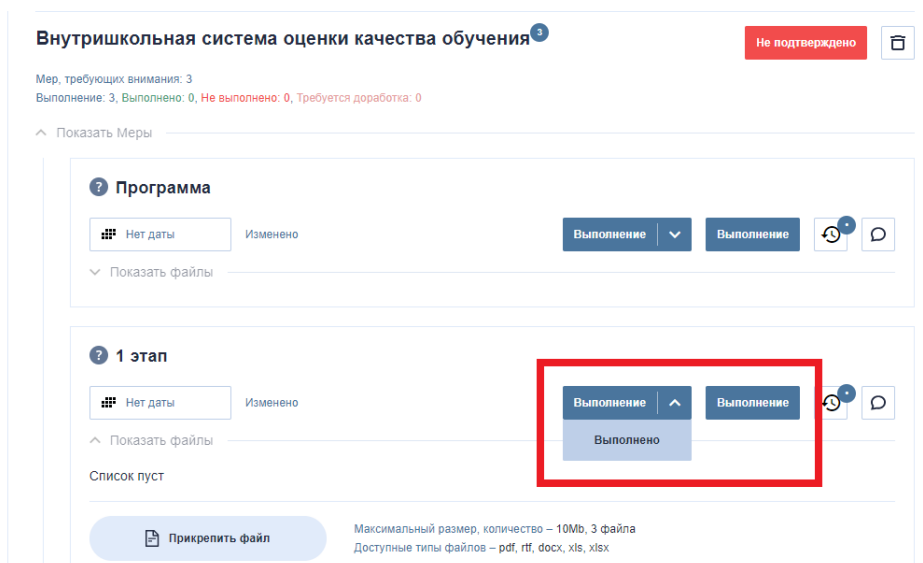 Внутришкольная система оценки качества обучения 3
Не подтверждено
Мер, требующих внимания: 3
Выполнение: 3, Выполнено: 0, Не выполнено: 0, Требуется доработка: 0
Показать Меры
? Программа
Нет даты Изменено Выполнение Выполнение
Показать файлы
? 1 этап
Нет даты Изменено Выполнение Выполнение
Показать файлы Выполнено
Список пуст
Прикрепить файл
Максимальный размер, количество – 10Mb, 3 файла
Доступные типы файлов – pdf, rtf, docx, xls, xlsx